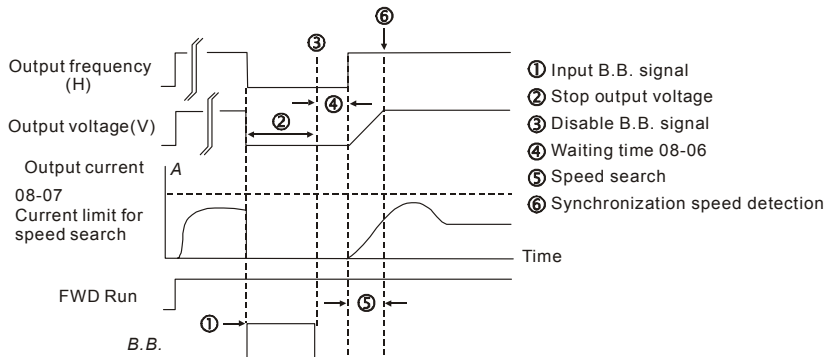 ⑥
Output frequency
(H)
③
④
Output voltage(V)
②
Output current
A
08-07
Current limit for
speed search
Time
FWD Run
⑤
①
B.B.
① Input B.B. signal
② Stop output voltage
③ Disable B.B. signal
④ Waiting time 08-06
⑤ Speed search
⑥ Synchronization speed detection